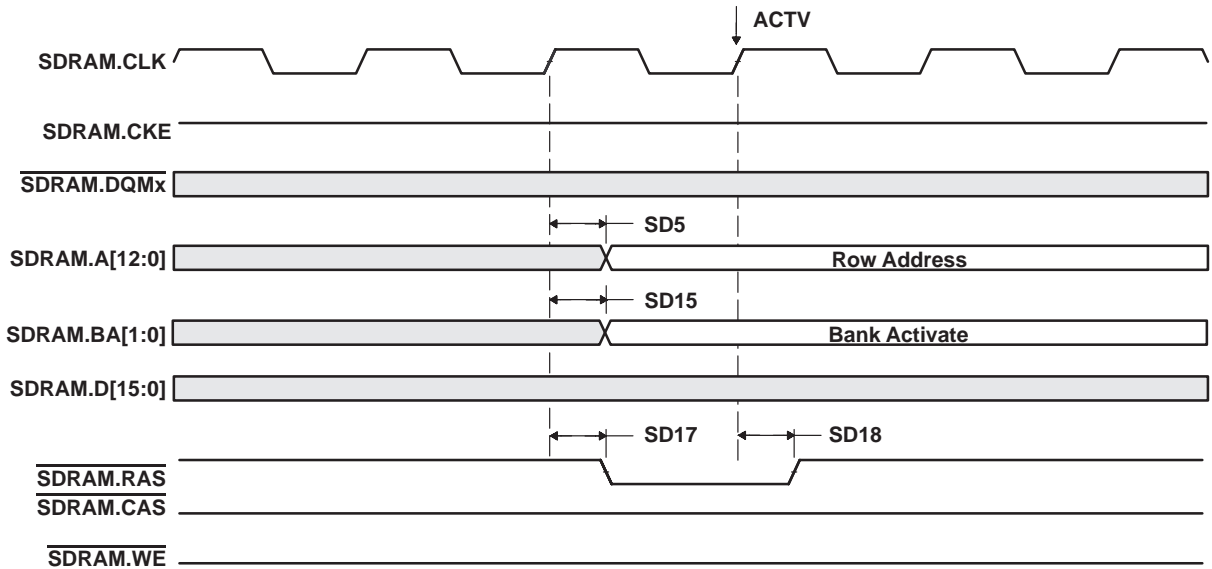 ACTV
SDRAM.CLK
SDRAM.CKE
SDRAM.DQMx
SD5
SDRAM.A[12:0]
Row Address
SD15
SDRAM.BA[1:0]
Bank Activate
SDRAM.D[15:0]
SD17
SD18
SDRAM.RAS
SDRAM.CAS
SDRAM.WE